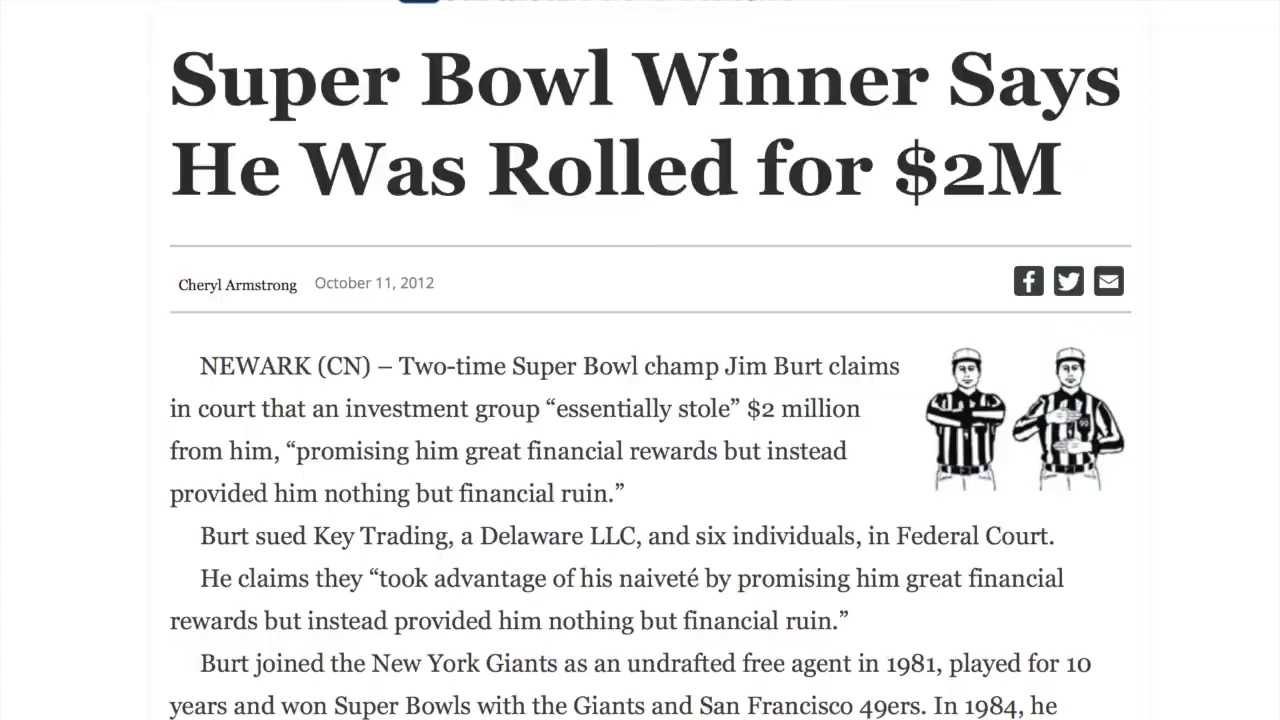 Super Bowl Winner Says
He Was Rolled for $2M
Cheryl Armstrong October 11, 2012
NEWARK (CN) – Two-time Super Bowl champ Jim Burt claims
in court that an investment group “essentially stole” $2 million
from him, “promising him great financial rewards but instead
provided him nothing but financial ruin.”
Burt sued Key Trading, a Delaware LLC, and six individuals, in Federal Court.
He claims they “took advantage of his naiveté by promising him great financial
rewards but instead provided him nothing but financial ruin.”
Burt joined the New York Giants as an undrafted free agent in 1981, played for 10
years and won Super Bowls with the Giants and San Francisco 49ers. In 1984, he